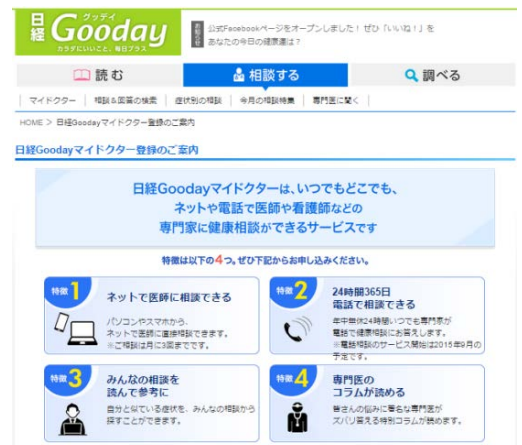 日経 Gooday グッデイ
カラダにいいこと、毎日プラス
お知らせ
公式Facebookページをオープンしました！ぜひ「いいね！」を
あなたの今日の健康運は？
読む
相談する
調べる
マイドクター
相談＆回答の検索
症状別の相談
今月の相談特集
専門医に聞く
HOME > 日経Goodayマイドクター登録のご案内
日経Goodayマイドクター登録のご案内
日経Goodayマイドクターは、いつでもどこでも、
ネットや電話で医師や看護師などの
専門家に健康相談ができるサービスです
特徴は以下の4つ。ぜひ下記からお申し込みください。
特徴1
ネットで医師に相談できる
パソコンやスマホから、
ネットで医師に直接相談できます。
※ご相談は月に3回までです。
特徴2
24時間365日
電話で相談できる
年中無休24時間いつでも専門家が
電話で健康相談にお答えします。
※電話相談のサービス開始は2015年9月の
予定です。
特徴3
みんなの相談を
読んで参考に
自分と似ている症状を、みんなの相談から
探すことができます。
特徴4
専門医の
コラムが読める
皆さんの悩みに著名な専門医が
ズバリ答える特別コラムが読めます。